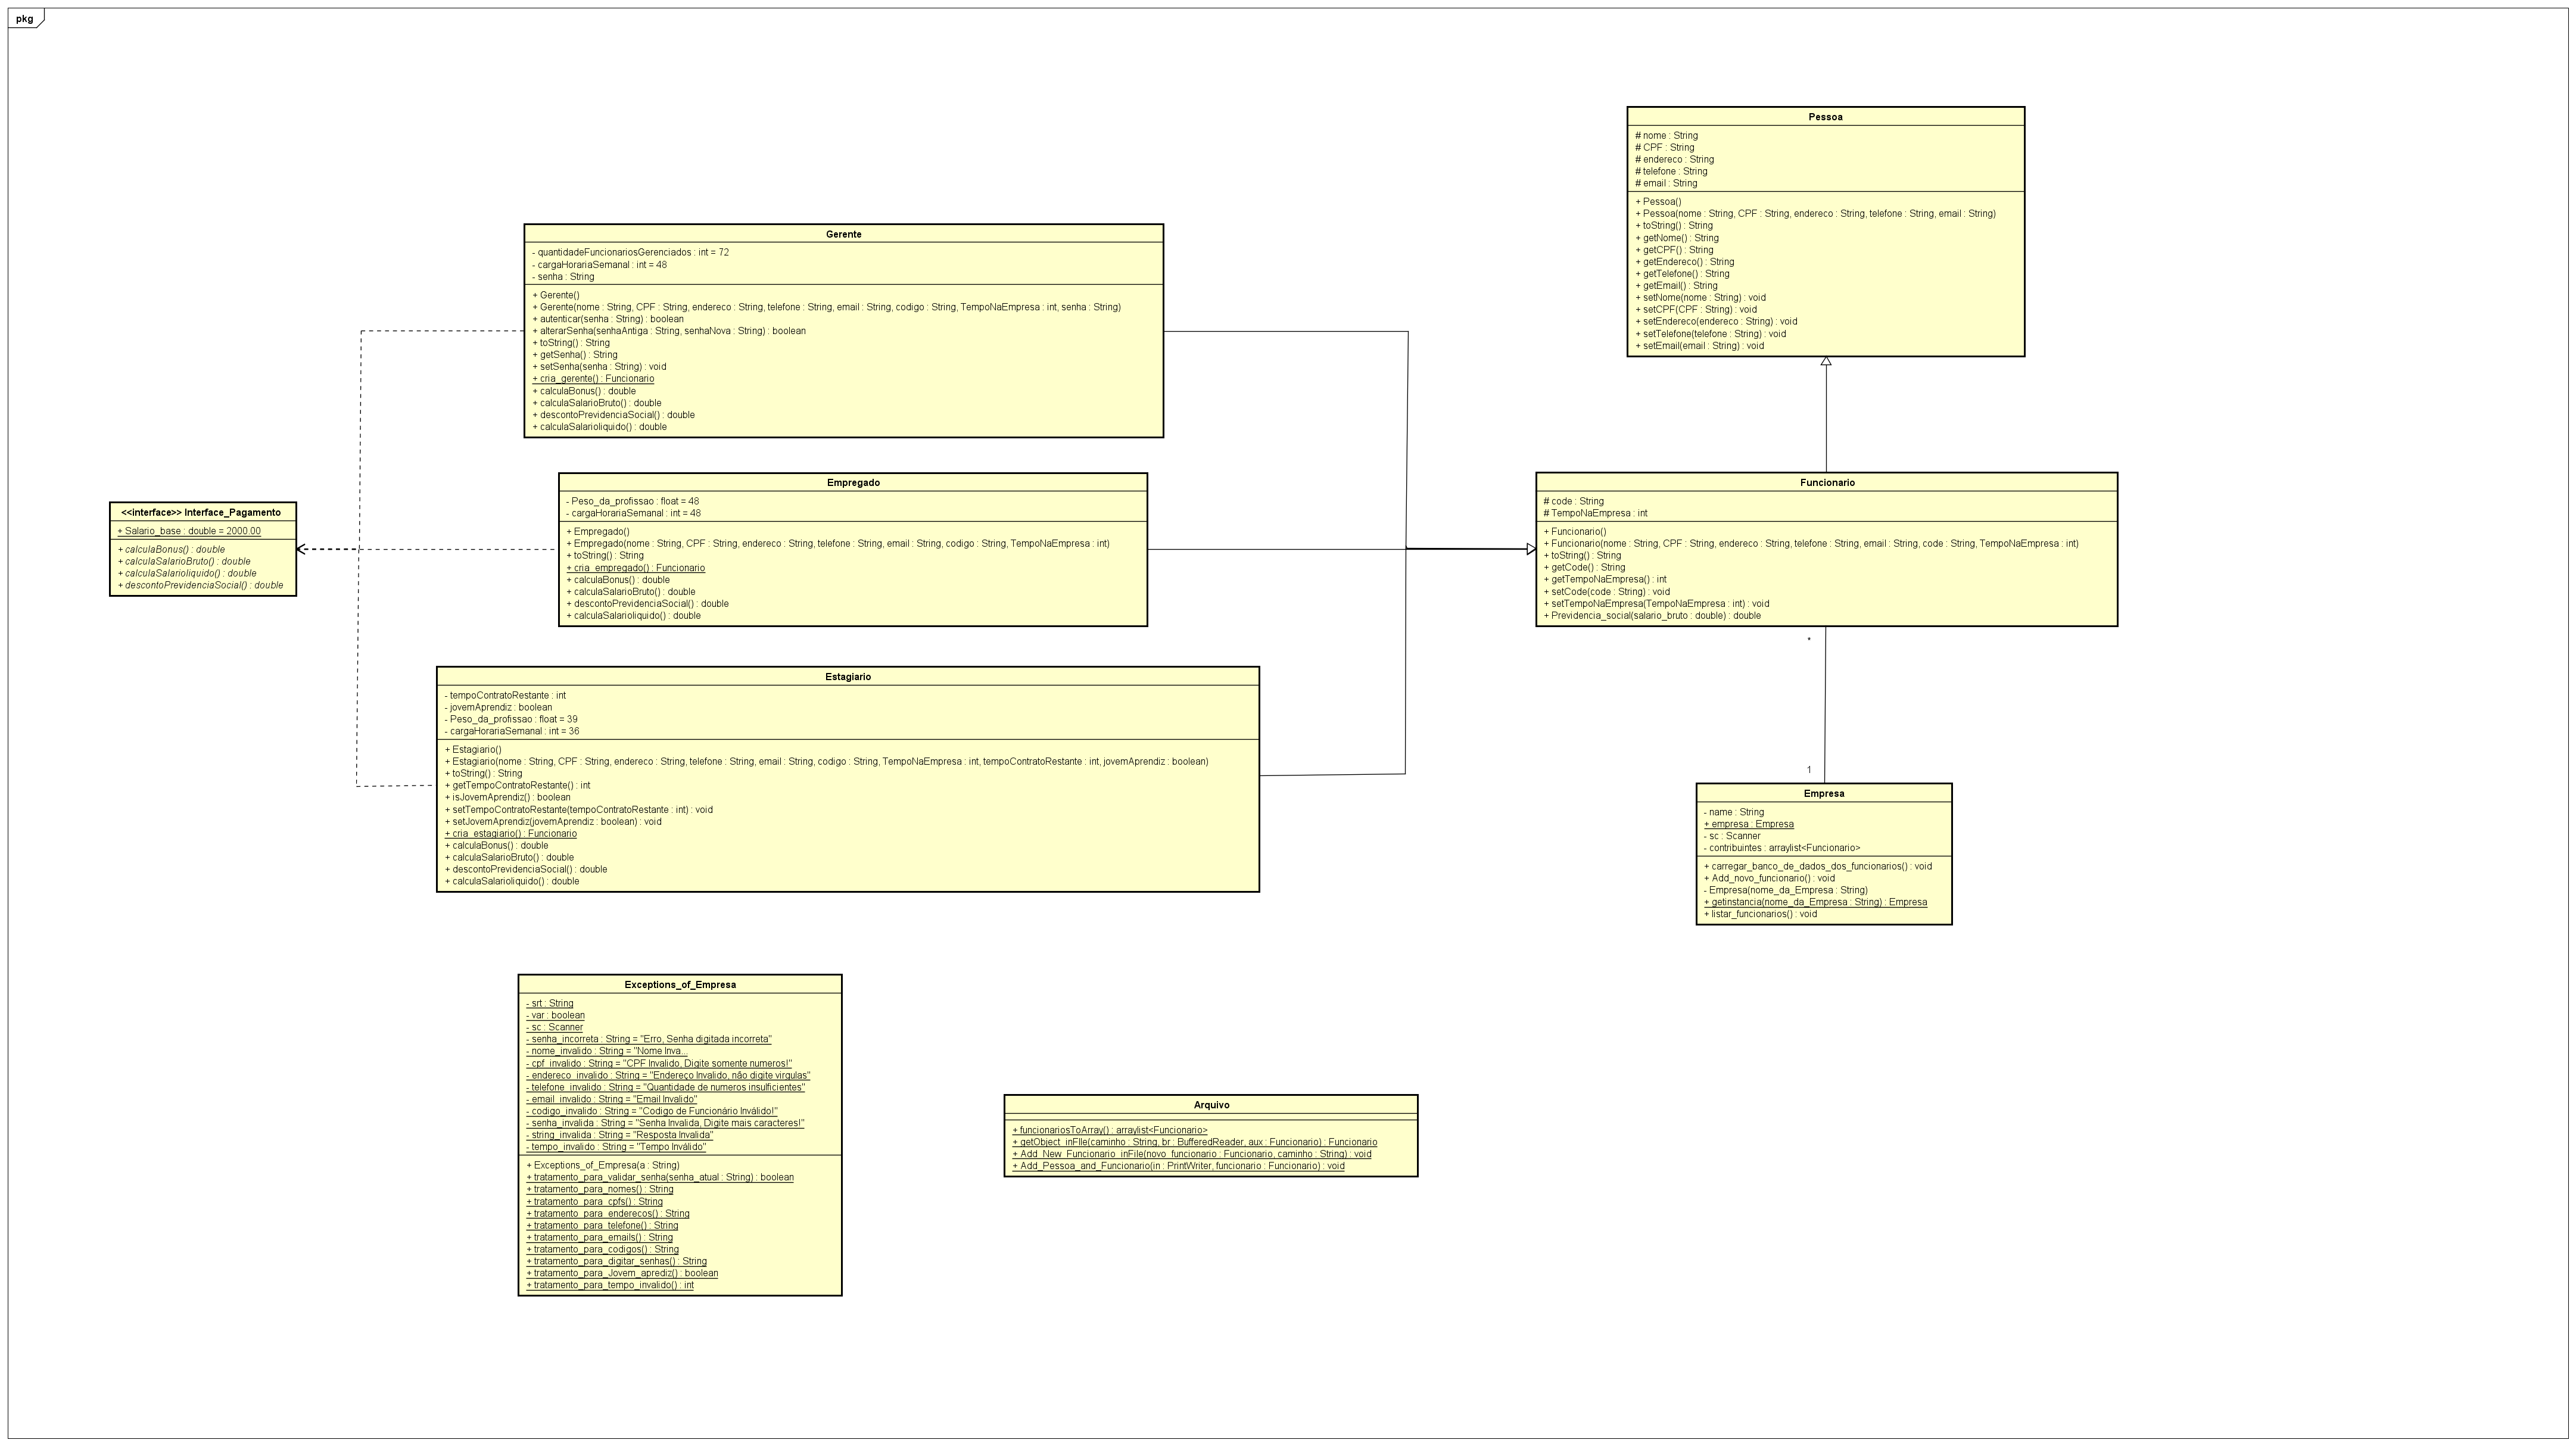 pkg
Pessoa
# nome : String
# CPF : String
# endereco : String
# telefone : String
# email : String
+ Pessoa()
+ Pessoa(nome : String, CPF : String, endereco : String, telefone : String, email : String)
+ toString() : String
+ getNome() : String
+ getCPF() : String
+ getEndereco() : String
+ getTelefone() : String
+ getEmail() : String
+ setNome(nome : String) : void
+ setCPF(CPF : String) : void
+ setEndereco(endereco : String) : void
+ setTelefone(telefone : String) : void
+ setEmail(email : String) : void
Gerente
- quantidadeFuncionariosGerenciados : int = 72
- cargaHorariaSemanal : int = 48
- senha : String
+ Gerente()
+ Gerente(nome : String, CPF : String, endereco : String, telefone : String, email : String, codigo : String, TempoNaEmpresa : int, senha : String)
+ autenticar(senha : String) : boolean
+ alterarSenha(senhaAntiga : String, senhaNova : String) : boolean
+ toString() : String
+ getSenha() : String
+ setSenha(senha : String) : void
+ cria_gerente() : Funcionario
+ calculaBonus() : double
+ calculaSalarioBruto() : double
+ descontoPrevidenciaSocial() : double
+ calculaSalarioliquido() : double
<<interface>> Interface_Pagamento
+ Salario_base : double = 2000.00
+ calculaBonus() : double
+ calculaSalarioBruto() : double
+ calculaSalarioliquido() : double
+ descontoPrevidenciaSocial() : double
Empregado
- Peso_da_profissao : float = 48
- cargaHorariaSemanal : int = 48
+ Empregado()
+ Empregado(nome : String, CPF : String, endereco : String, telefone : String, email : String, codigo : String, TempoNaEmpresa : int)
+ toString() : String
+ cria_empregado() : Funcionario
+ calculaBonus() : double
+ calculaSalarioBruto() : double
+ descontoPrevidenciaSocial() : double
+ calculaSalarioliquido() : double
Funcionario
# code : String
# TempoNaEmpresa : int
+ Funcionario()
+ Funcionario(nome : String, CPF : String, endereco : String, telefone : String, email : String, code : String, TempoNaEmpresa : int)
+ toString() : String
+ getCode() : String
+ getTempoNaEmpresa() : int
+ setCode(code : String) : void
+ setTempoNaEmpresa(TempoNaEmpresa : int) : void
+ Previdencia_social(salario_bruto : double) : double
*
1
Estagiario
- tempoContratoRestante : int
- jovemAprendiz : boolean
- Peso_da_profissao : float = 39
- cargaHorariaSemanal : int = 36
+ Estagiario()
+ Estagiario(nome : String, CPF : String, endereco : String, telefone : String, email : String, codigo : String, TempoNaEmpresa : int, tempoContratoRestante : int, jovemAprendiz : boolean)
+ toString() : String
+ getTempoContratoRestante() : int
+ isJovemAprendiz() : boolean
+ setTempoContratoRestante(tempoContratoRestante : int) : void
+ setJovemAprendiz(jovemAprendiz : boolean) : void
+ cria_estagiario() : Funcionario
+ calculaBonus() : double
+ calculaSalarioBruto() : double
+ descontoPrevidenciaSocial() : double
+ calculaSalarioliquido() : double
Empresa
- name : String
+ empresa : Empresa
- sc : Scanner
- contribuintes : arraylist<Funcionario>
+ carregar_banco_de_dados_dos_funcionarios() : void
+ Add_novo_funcionario() : void
- Empresa(nome_da_Empresa : String)
+ getinstancia(nome_da_Empresa : String) : Empresa
+ listar_funcionarios() : void
Exceptions_of_Empresa
- srt : String
- var : boolean
- sc : Scanner
- senha_incorreta : String = "Erro, Senha digitada incorreta"
- nome_invalido : String = "Nome Inva...
- cpf_invalido : String = "CPF Invalido, Digite somente numeros!"
- endereco_invalido : String = "Endereço Invalido, não digite virgulas"
- telefone_invalido : String = "Quantidade de numeros insulficientes"
- email_invalido : String = "Email Invalido"
- codigo_invalido : String = "Codigo de Funcionário Inválido!"
- senha_invalida : String = "Senha Invalida, Digite mais caracteres!"
- string_invalida : String = "Resposta Invalida"
- tempo_invalido : String = "Tempo Inválido"
+ Exceptions_of_Empresa(a : String)
+ tratamento_para_validar_senha(senha_atual : String) : boolean
+ tratamento_para_nomes() : String
+ tratamento_para_cpfs() : String
+ tratamento_para_enderecos() : String
+ tratamento_para_telefone() : String
+ tratamento_para_emails() : String
+ tratamento_para_codigos() : String
+ tratamento_para_digitar_senhas() : String
+ tratamento_para_Jovem_aprediz() : boolean
+ tratamento_para_tempo_invalido() : int
Arquivo
+ funcionariosToArray() : arraylist<Funcionario>
+ getObject_inFIle(caminho : String, br : BufferedReader, aux : Funcionario) : Funcionario
+ Add_New_Funcionario_inFile(novo_funcionario : Funcionario, caminho : String) : void
+ Add_Pessoa_and_Funcionario(in : PrintWriter, funcionario : Funcionario) : void